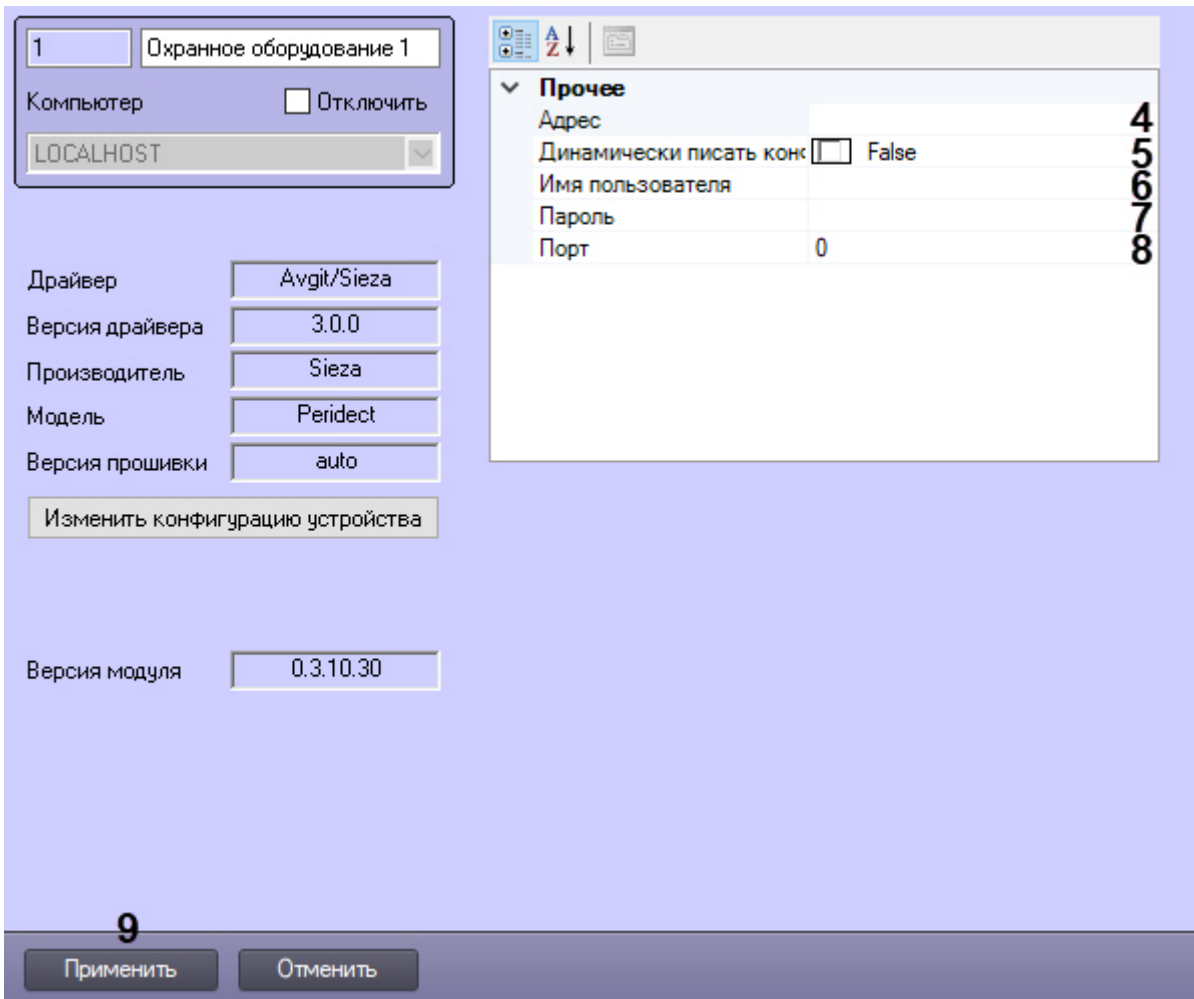 1 Охранное оборудование 1
Компьютер Отключить
LOCALHOST
Прочее
Адрес 4
Динамически писать конс False 5
Имя пользователя 6
Пароль 7
Порт 0 8
Драйвер Avgit/Sieza
Версия драйвера 3.0.0
Производитель Sieza
Модель Peridect
Версия прошивки auto
Изменить конфигурацию устройства
Версия модуля 0.3.10.30
9
Применить Отменить